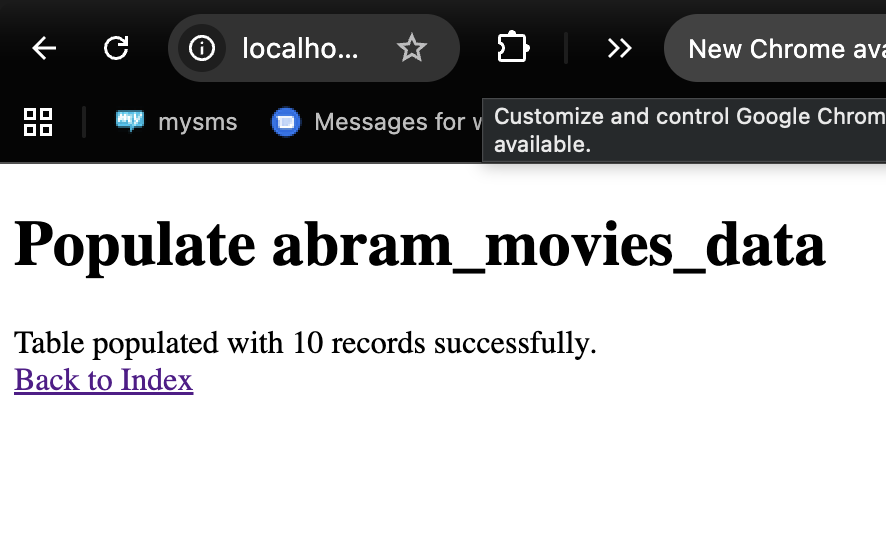 localho...
New Chrome ava
mysms
Messages for w
Customize and control Google Chrom
available.
Populate abram_movies_data
Table populated with 10 records successfully.
Back to Index